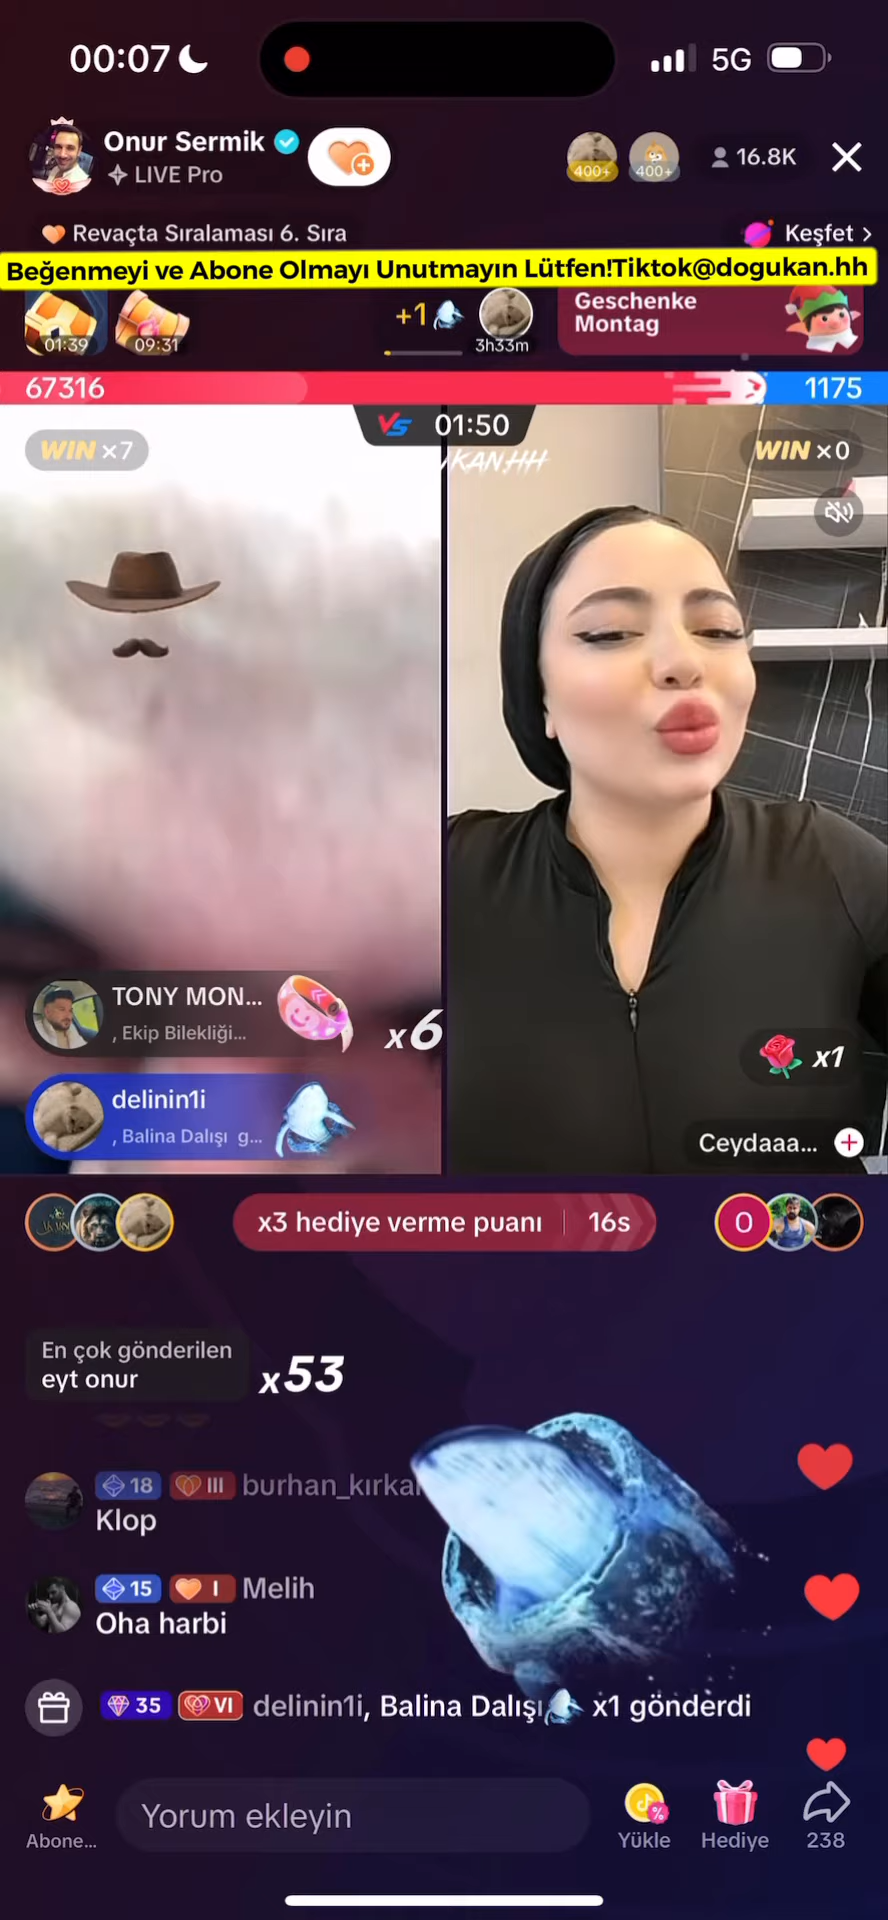 00:07
5G
Onur Sermik
LIVE Pro
400+
400+
16.8K
Revaçta Sıralaması 6. Sıra
Keşfet >
Beğenmeyi ve Abone Olmayı Unutmayın Lütfen!Tiktok@dogukan.hh
01:39
09:31
+1
3h33m
Geschenke
Montag
67316
1175
VS 01:50
WIN x7
WIN x0
KAN.HH
TONY MON...
, Ekip Bilekliği...
x6
delinin1i
, Balina Dalışı g...
x1
Ceydaaa...
x3 hediye verme puanı
16s
0
En çok gönderilen
eyt onur
x53
18 III burhan_kırka
Klop
15 I Melih
Oha harbi
35 VI delinin1i, Balina Dalışı x1 gönderdi
Abone...
Yorum ekleyin
Yükle
Hediye
238